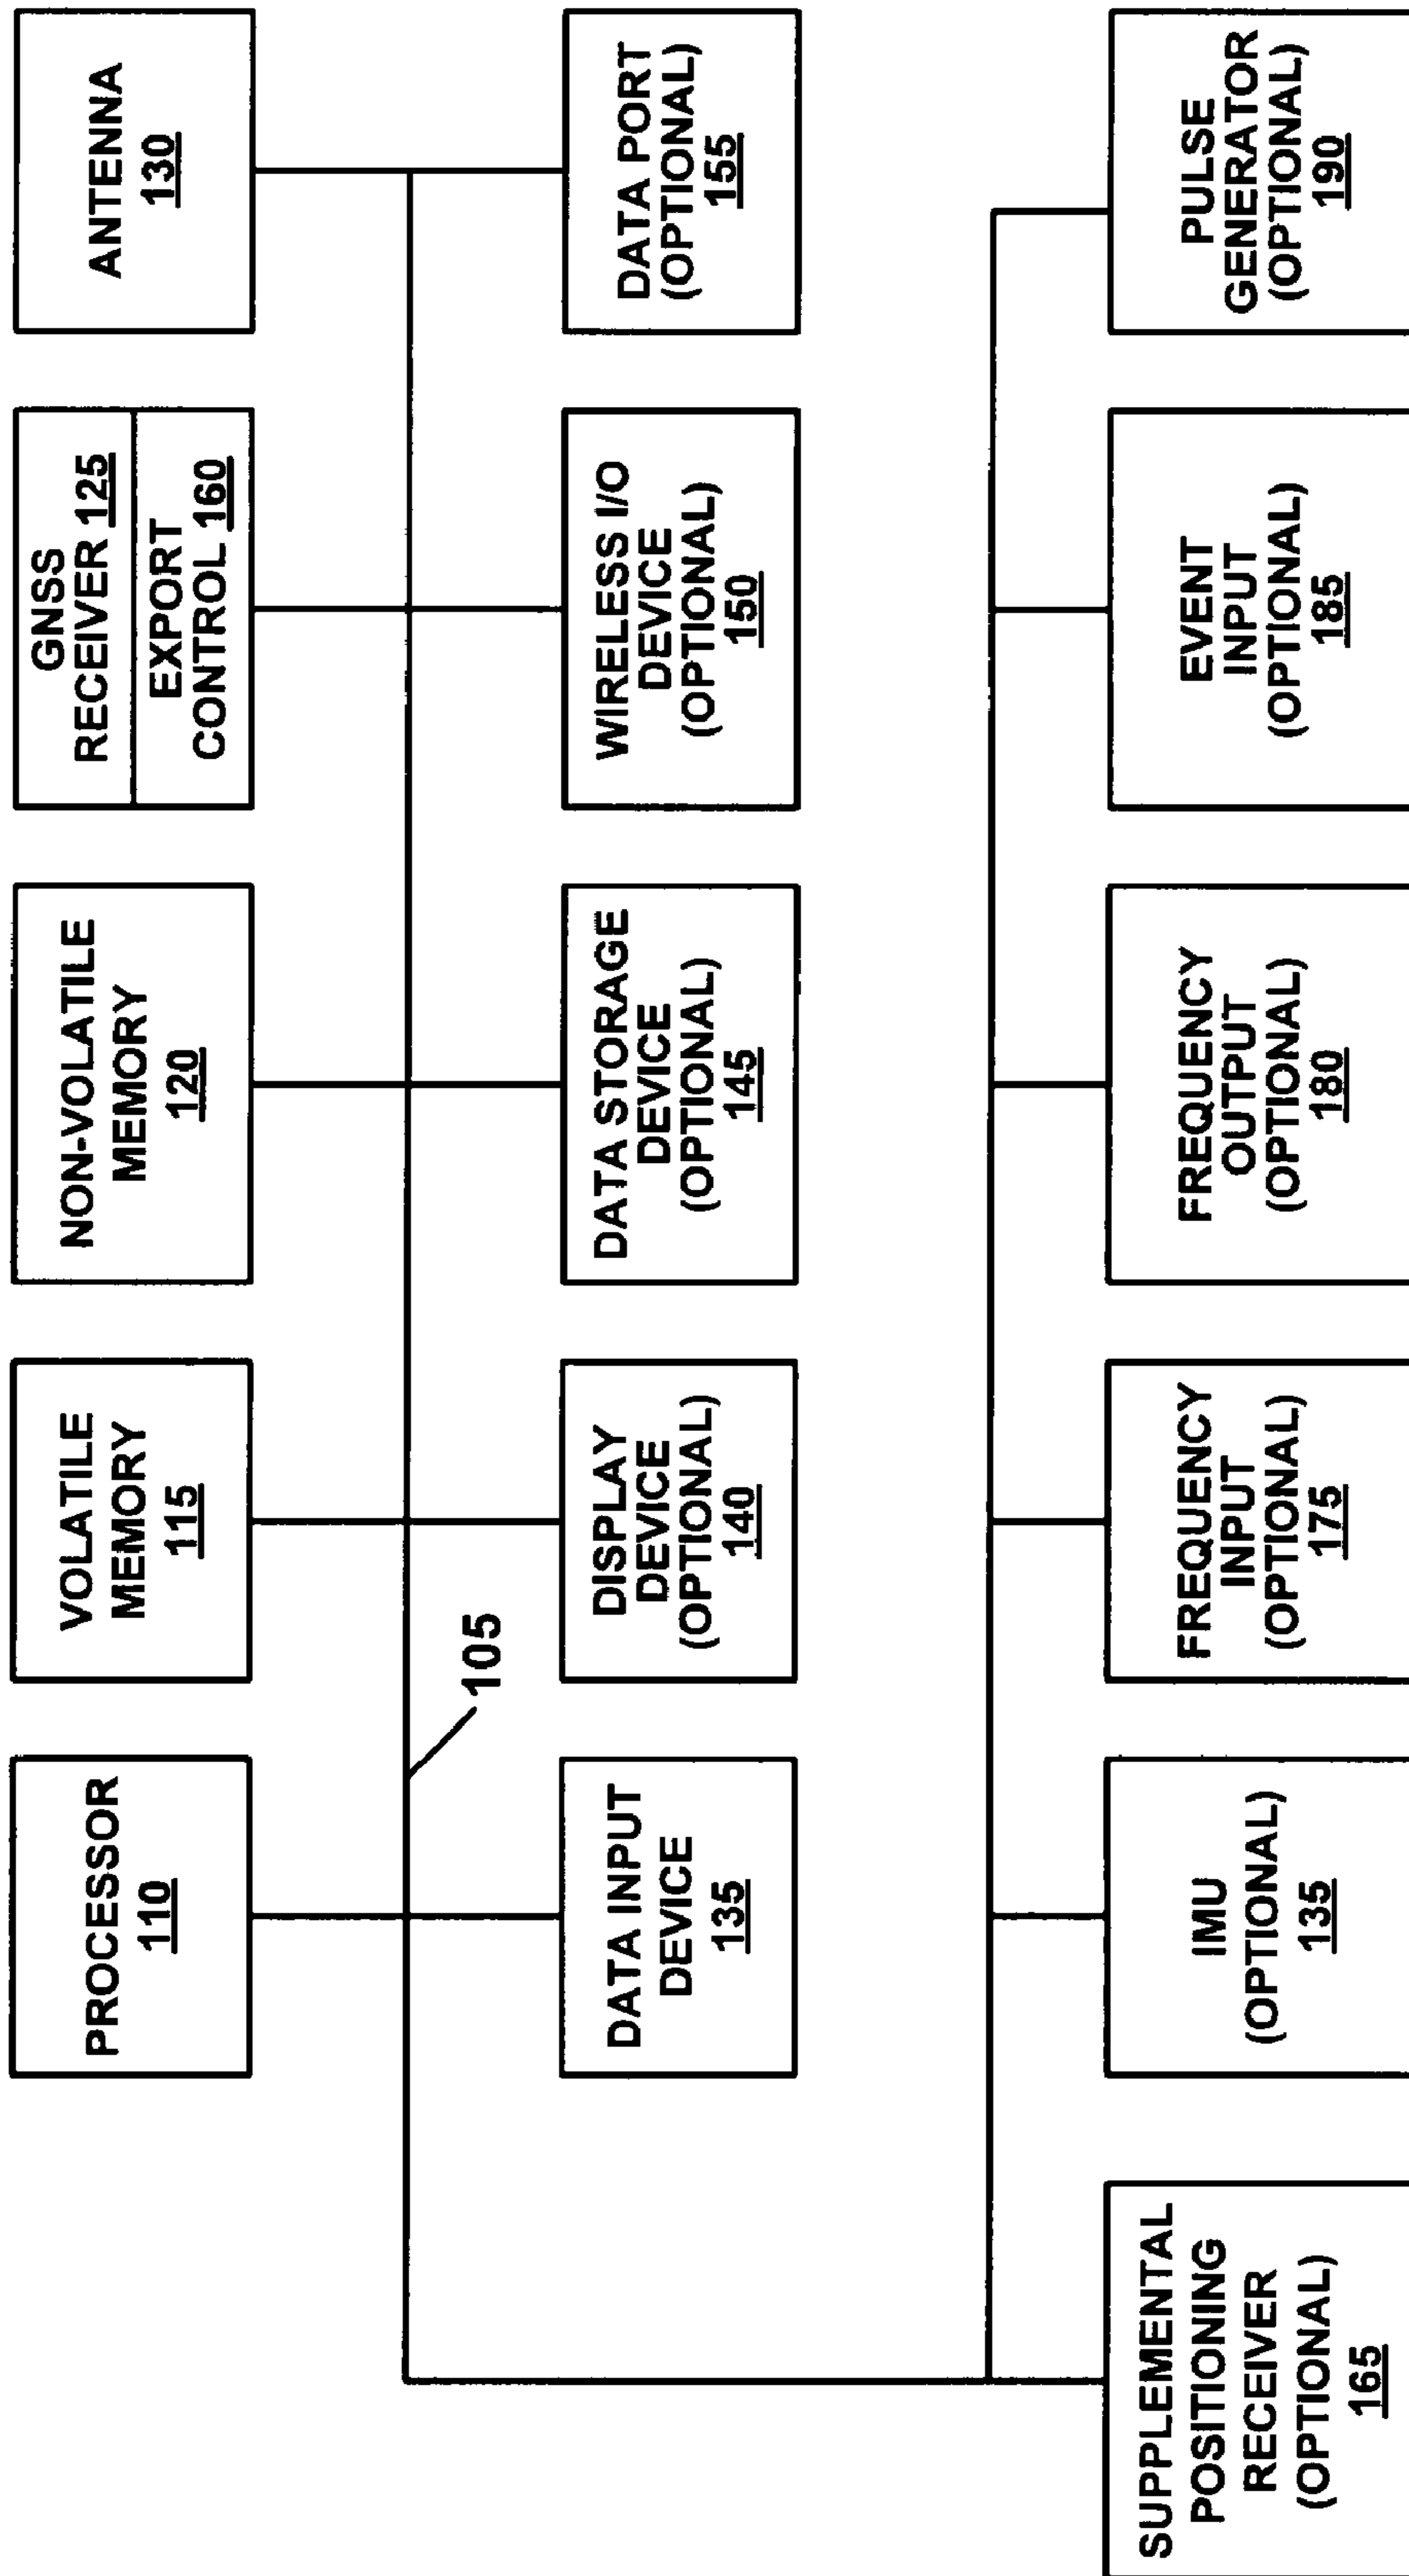 PROCESSOR
110
VOLATILE
MEMORY
115
NON-VOLATILE
MEMORY
120
GNSS
RECEIVER 125
EXPORT
CONTROL 160
ANTENNA
130
105
DATA INPUT
DEVICE
135
DISPLAY
DEVICE
(OPTIONAL)
140
DATA STORAGE
DEVICE
(OPTIONAL)
145
WIRELESS I/O
DEVICE
(OPTIONAL)
150
DATA PORT
(OPTIONAL)
155
SUPPLEMENTAL
POSITIONING
RECEIVER
(OPTIONAL)
165
IMU
(OPTIONAL)
135
FREQUENCY
INPUT
(OPTIONAL)
175
FREQUENCY
OUTPUT
(OPTIONAL)
180
EVENT
INPUT
(OPTIONAL)
185
PULSE
GENERATOR
(OPTIONAL)
190